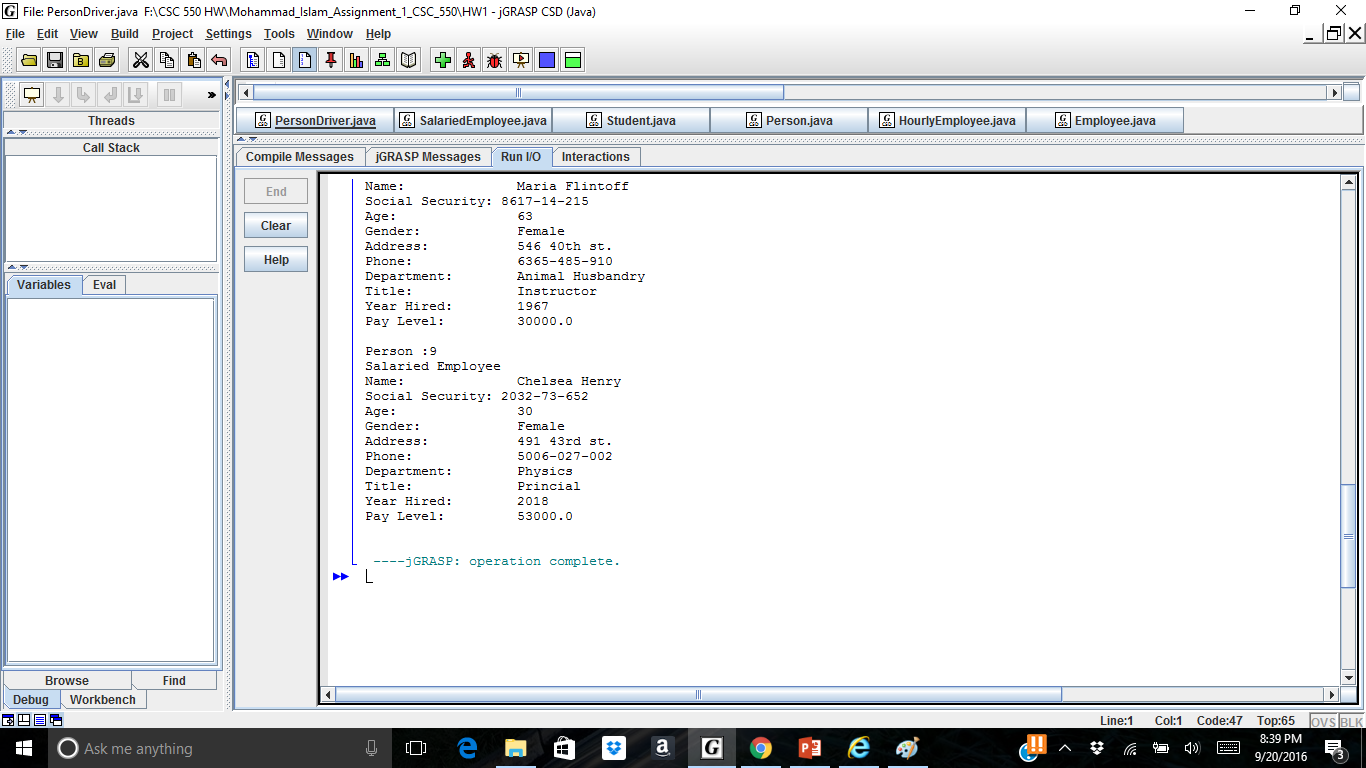 File: PersonDriver.java F:\CSC 550 HW\Mohammad_Islam_Assignment_1_CSC_550\HW1 - jGRASP CSD (Java)
File Edit View Build Project Settings Tools Window Help
Threads
Call Stack
Variables Eval
Browse Find
Debug Workbench
PersonDriver.java SalariedEmployee.java Student.java Person.java HourlyEmployee.java Employee.java
Compile Messages jGRASP Messages Run I/O Interactions
End
Clear
Help
Name: Maria Flintoff
Social Security: 8617-14-215
Age: 63
Gender: Female
Address: 546 40th st.
Phone: 6365-485-910
Department: Animal Husbandry
Title: Instructor
Year Hired: 1967
Pay Level: 30000.0
Person :9
Salaried Employee
Name: Chelsea Henry
Social Security: 2032-73-652
Age: 30
Gender: Female
Address: 491 43rd st.
Phone: 5006-027-002
Department: Physics
Title: Princial
Year Hired: 2018
Pay Level: 53000.0
----jGRASP: operation complete.
Line:1 Col:1 Code:47 Top:65 OVS BLK
Ask me anything
8:39 PM
9/20/2016
3